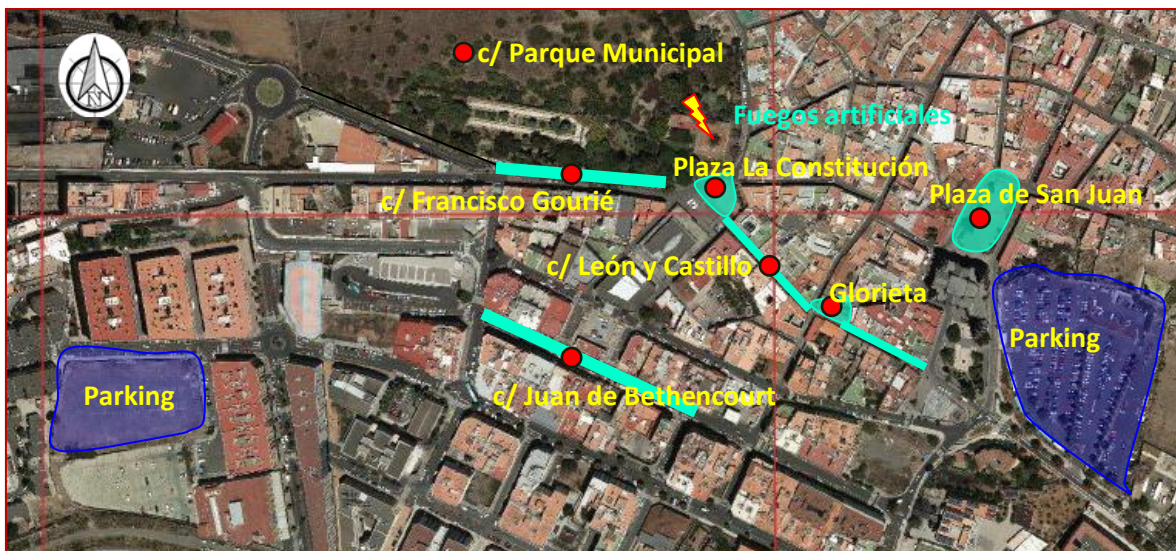 c/ Parque Municipal
N
Fuegos artificiales
Plaza La Constitución
c/ Francisco Gourié
Plaza de San Juan
c/ León y Castillo
Glorieta
Parking
Parking
c/ Juan de Bethencourt